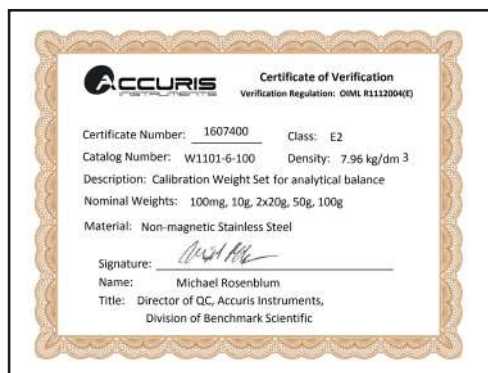 ACCURIS
INSTRUMENTS
Certificate of Verification
Verification Regulation: OIML R1112004(E)
Certificate Number: 1607400 Class: E2
Catalog Number: W1101-6-100 Density: 7.96 kg/dm 3
Description: Calibration Weight Set for analytical balance
Nominal Weights: 100mg, 10g, 2x20g, 50g, 100g
Material: Non-magnetic Stainless Steel
Signature:
Name: Michael Rosenblum
Title: Director of QC, Accuris Instruments,
Division of Benchmark Scientific